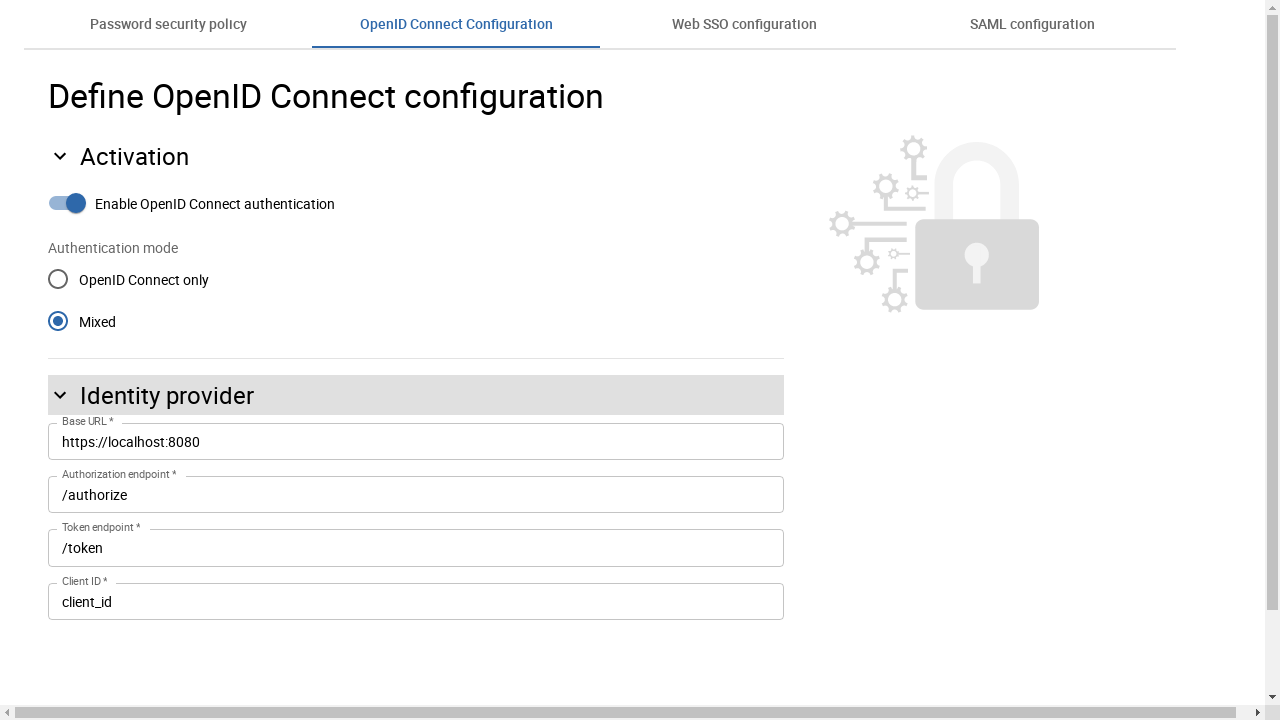 Password security policy
OpenID Connect Configuration
Web SSO configuration
SAML configuration
Define OpenID Connect configuration
Activation
Enable OpenID Connect authentication
Authentication mode
OpenID Connect only
Mixed
Identity provider
Base URL *
https://localhost:8080
Authorization endpoint *
/authorize
Token endpoint *
/token
Client ID *
client_id